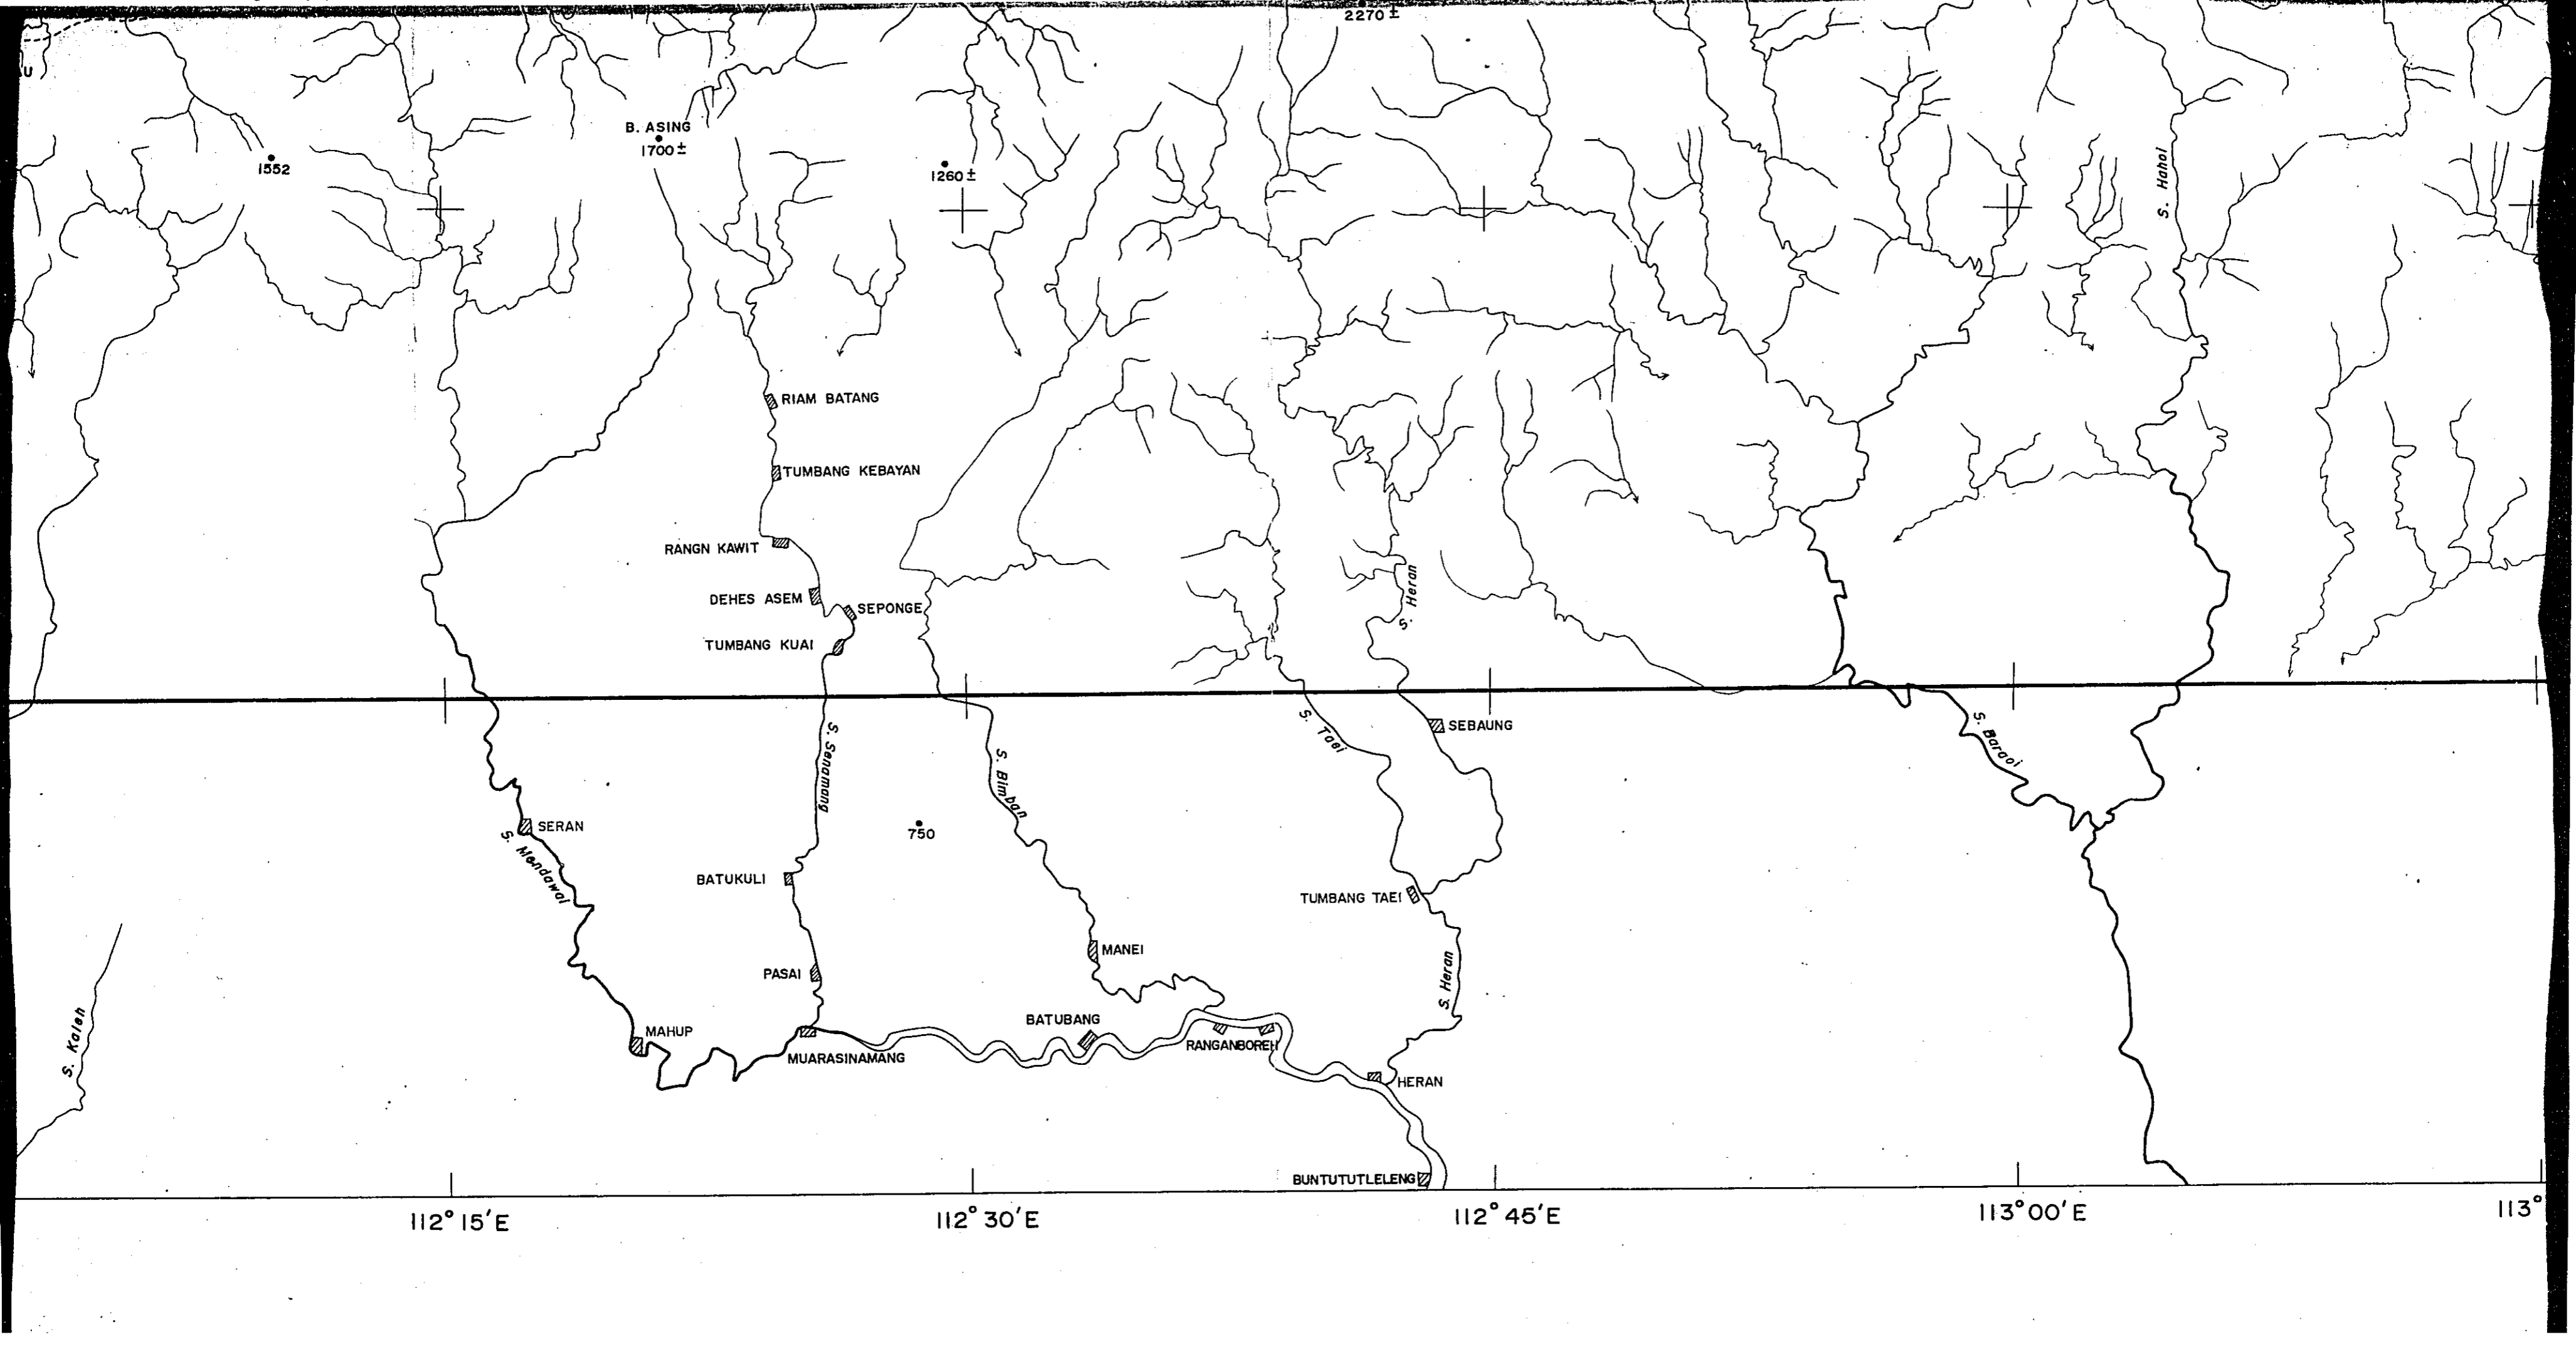 2270 ±
U
B. ASING
1700 ±
1552
1260 ±
S. Hahol
RIAM BATANG
TUMBANG KEBAYAN
RANGN KAWIT
DEHES ASEM
SEPONGE
S. Heran
TUMBANG KUAI
S. Taei
SEBAUNG
S. Baraoi
S. Senamang
S. Bimban
SERAN
750
S. Mendawai
BATUKULI
TUMBANG TAEI
MANEI
PASAI
S. Heran
S. Kaleh
MAHUP
BATUBANG
MUARASINAMANG
RANGANBOREH
HERAN
BUNTUTUTLELENG
112° 15' E
112° 30' E
112° 45' E
113° 00' E
113°